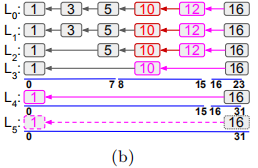 L0: 1 3 5 10 12 16
L1: 1 3 5 10 12 16
L2: 1 5 10 12 16
L3: 1 10 16
0 7 8 15 16 23
L4: 1 16
0 15 16 31
L5: 1 16
0 31
(b)